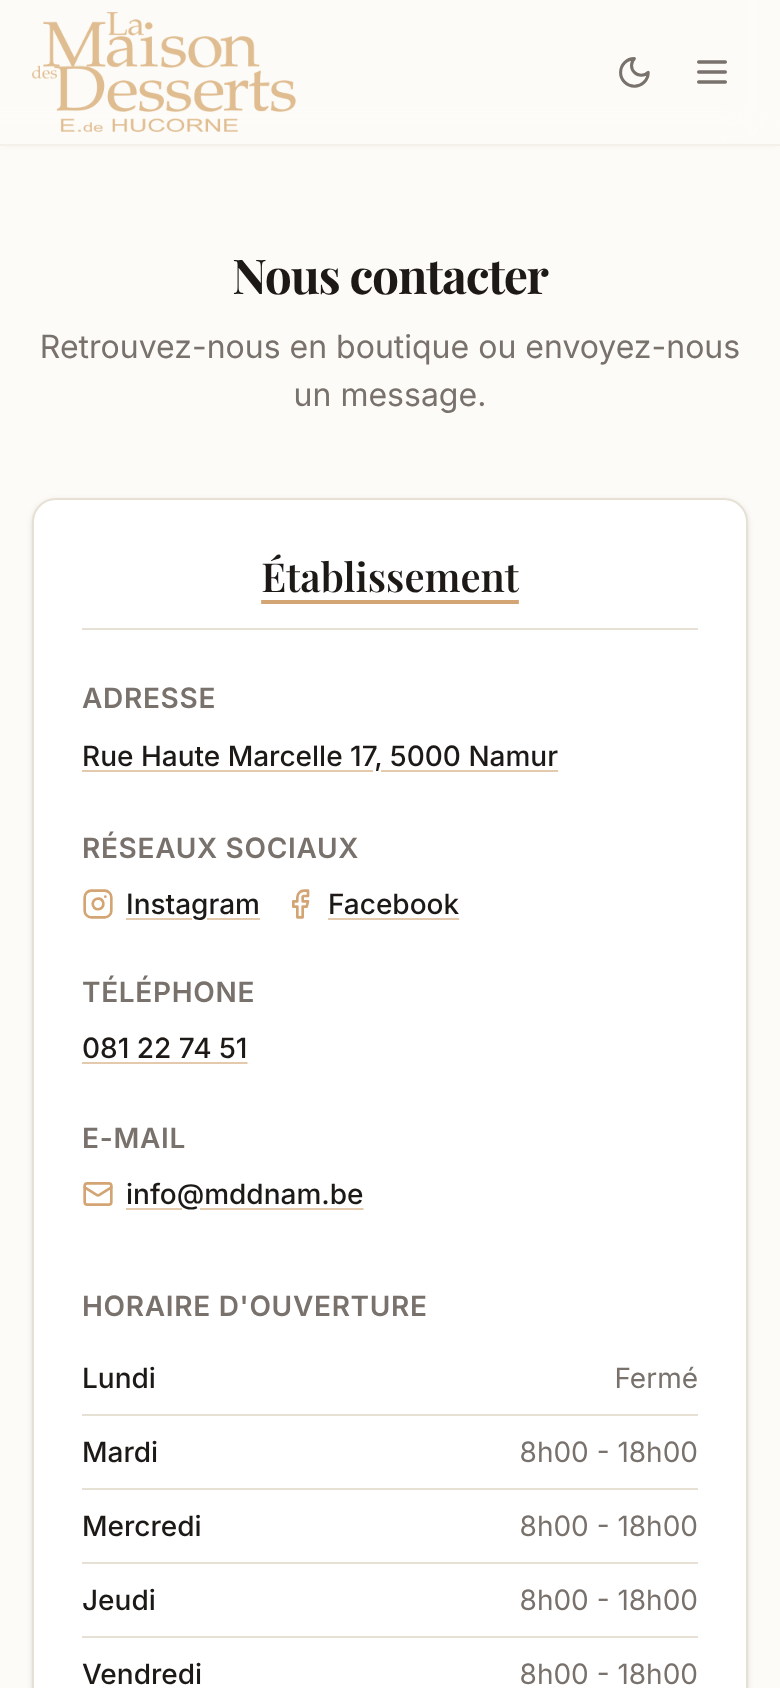 La
Maison
des
Desserts
E.de HUCORNE
Nous contacter
Retrouvez-nous en boutique ou envoyez-nous
un message.
Établissement
ADRESSE
Rue Haute Marcelle 17, 5000 Namur
RÉSEAUX SOCIAUX
Instagram Facebook
TÉLÉPHONE
081 22 74 51
E-MAIL
info@mddnam.be
HORAIRE D'OUVERTURE
Lundi Fermé
Mardi 8h00 - 18h00
Mercredi 8h00 - 18h00
Jeudi 8h00 - 18h00
Vendredi 8h00 - 18h00